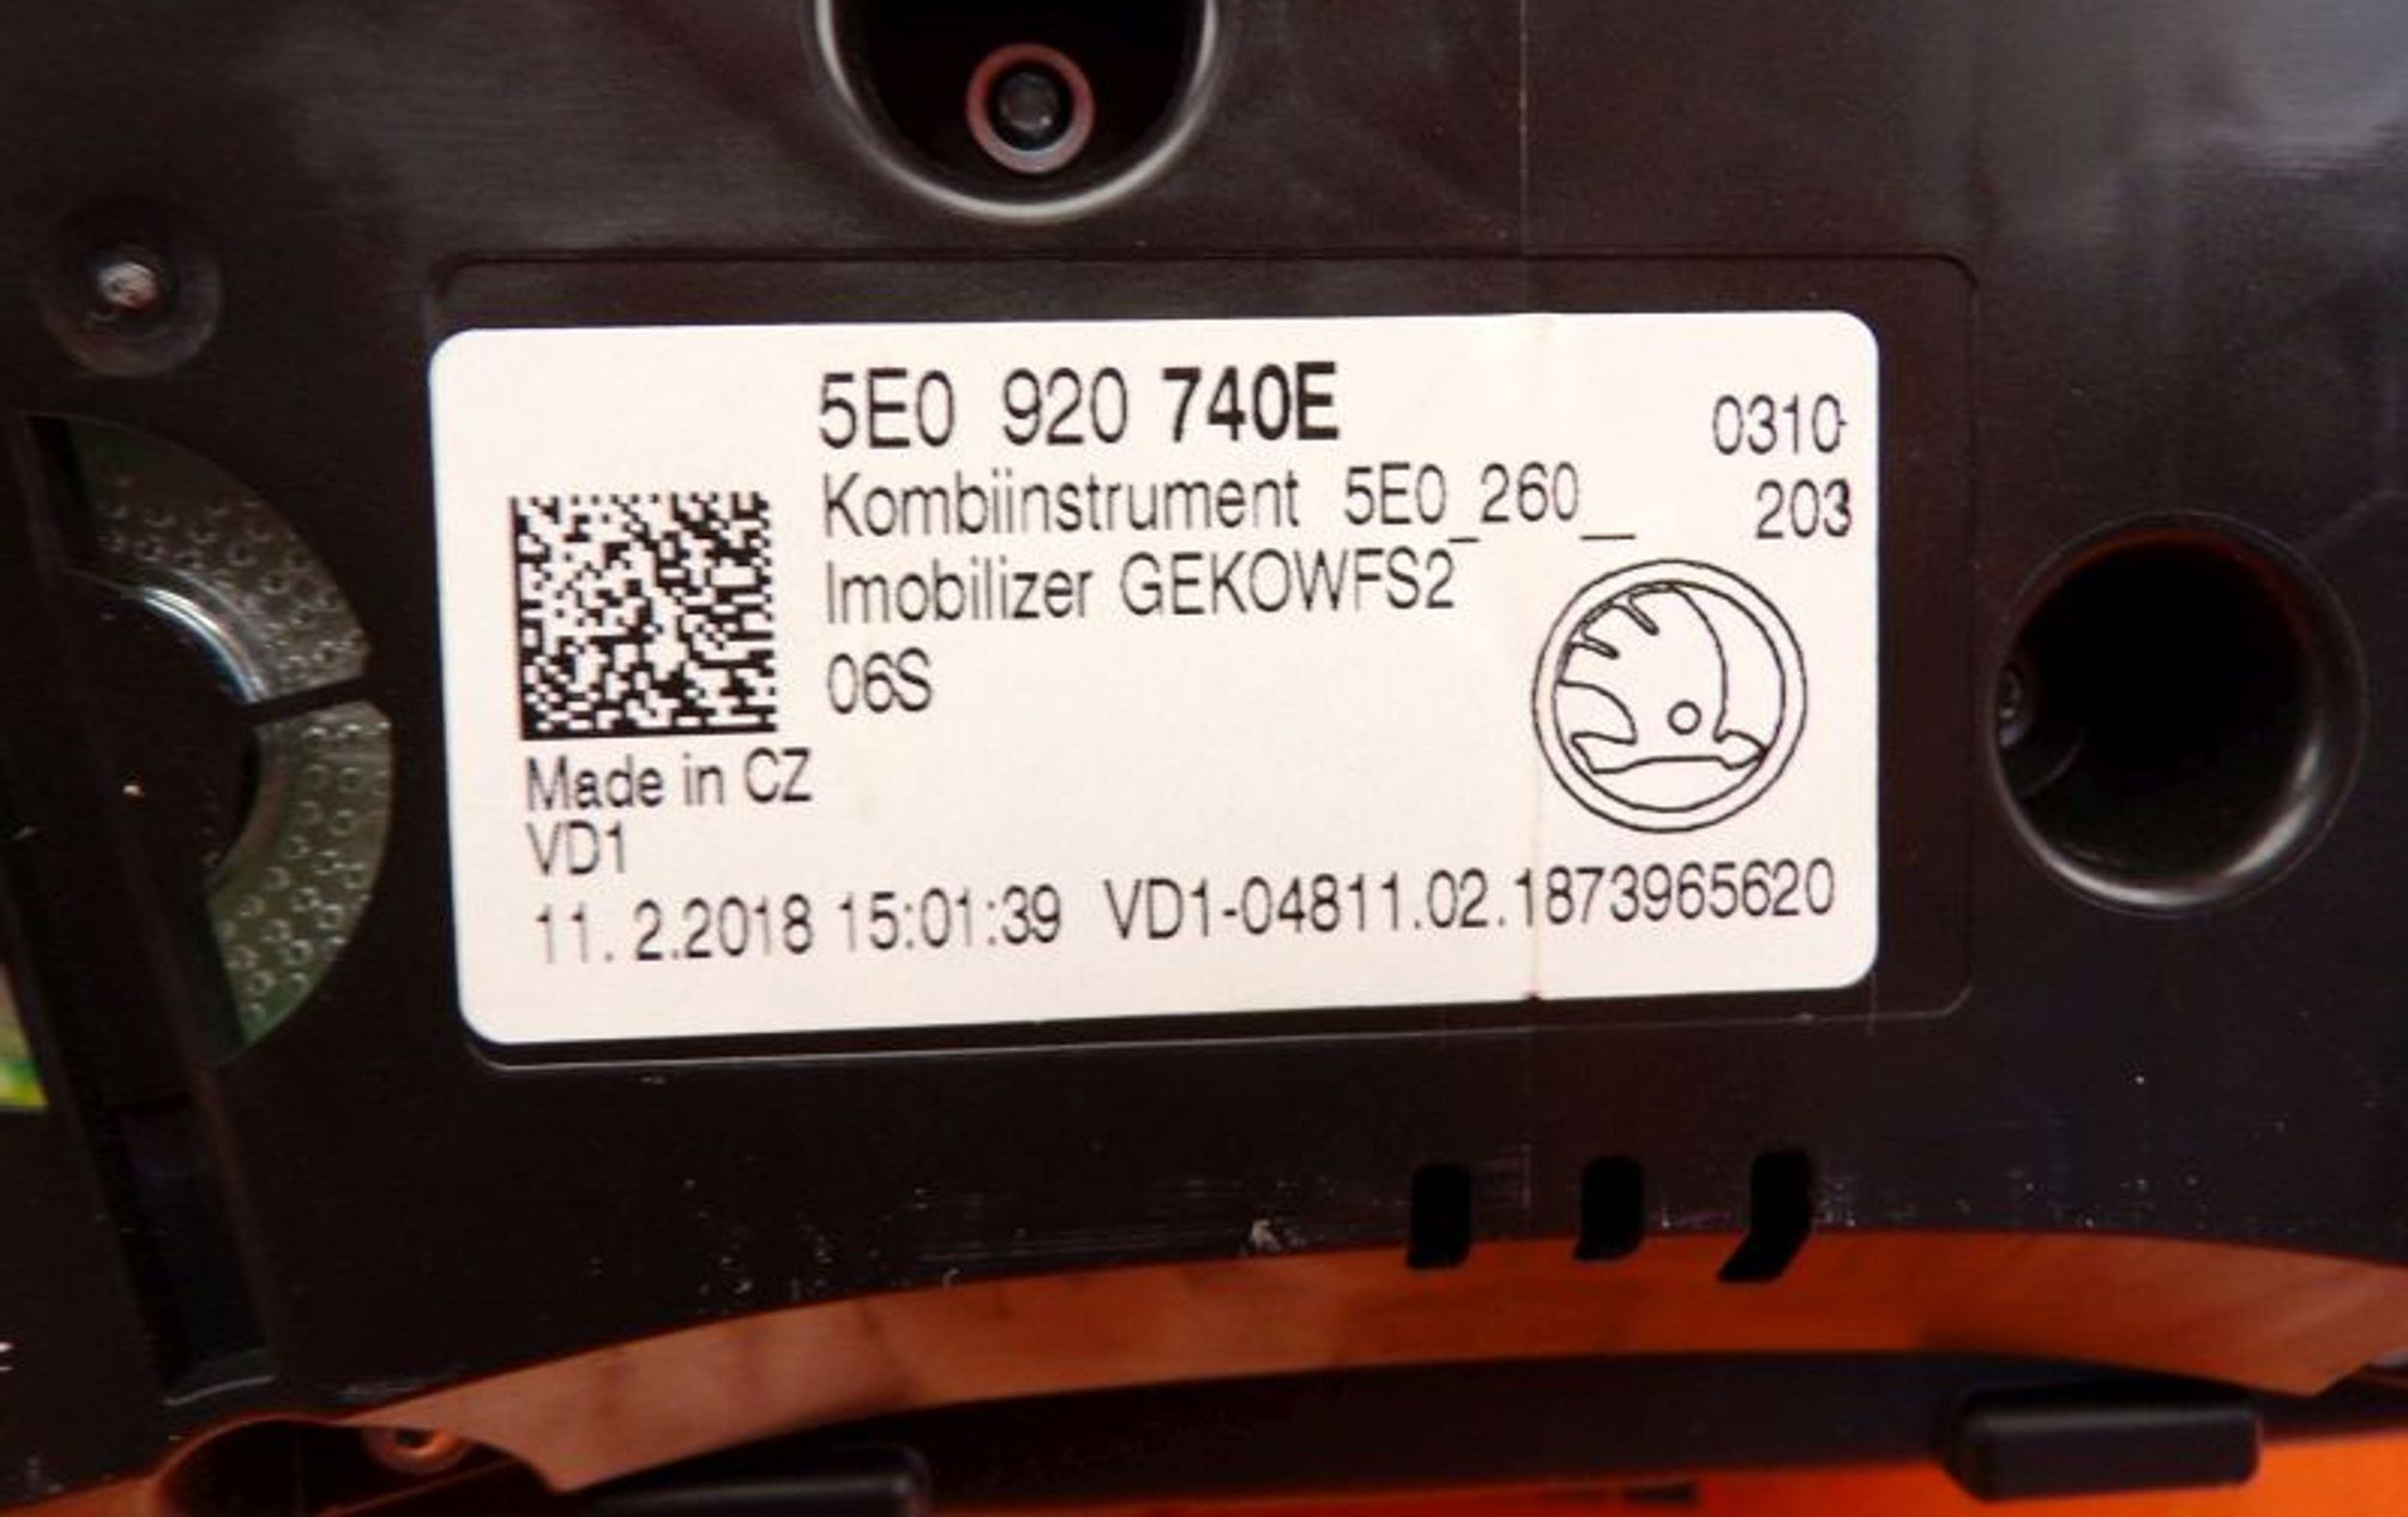 5E0 920 740E 0310
Kombiinstrument 5E0_260__ 203
Imobilizer GEKOWFS2
06S
Made in CZ
VD1
11. 2.2018 15:01:39 VD1-04811.02.1873965620